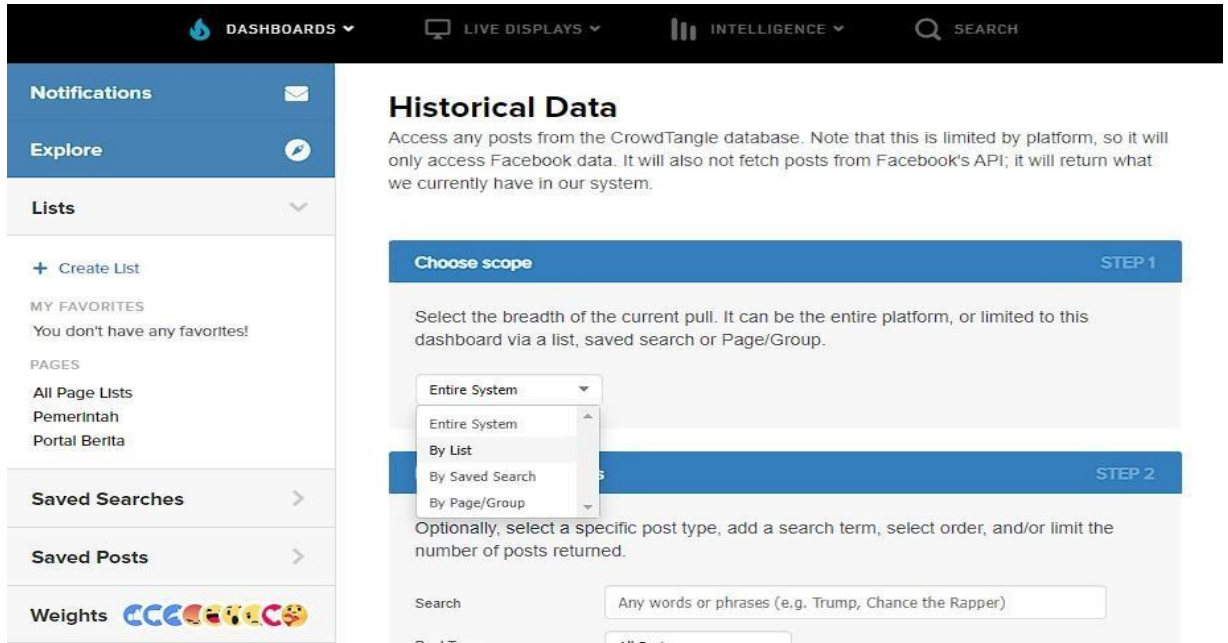 DASHBOARDS
LIVE DISPLAYS
INTELLIGENCE
SEARCH
Notifications
Explore
Lists
+ Create List
MY FAVORITES
You don't have any favorites!
PAGES
All Page Lists
Pemerintah
Portal Berita
Saved Searches
Saved Posts
Weights
Historical Data
Access any posts from the CrowdTangle database. Note that this is limited by platform, so it will
only access Facebook data. It will also not fetch posts from Facebook's API; it will return what
we currently have in our system.
Choose scope
STEP 1
Select the breadth of the current pull. It can be the entire platform, or limited to this
dashboard via a list, saved search or Page/Group.
Entire System
Entire System
By List
By Saved Search
By Page/Group
STEP 2
Optionally, select a specific post type, add a search term, select order, and/or limit the
number of posts returned.
Search
Any words or phrases (e.g. Trump, Chance the Rapper)